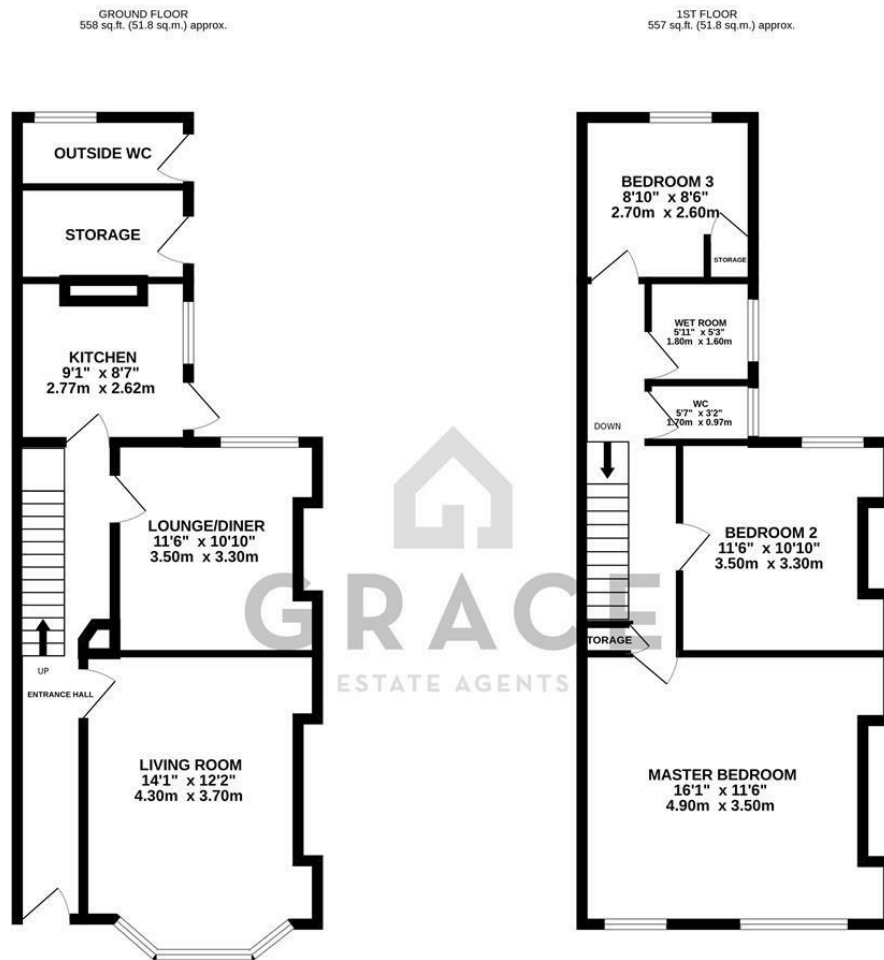 GROUND FLOOR
558 sq.ft. (51.8 sq.m.) approx.
OUTSIDE WC
STORAGE
KITCHEN
9'1" x 8'7"
2.77m x 2.62m
LOUNGE/DINER
11'6" x 10'10"
3.50m x 3.30m
UP
ENTRANCE HALL
LIVING ROOM
14'1" x 12'2"
4.30m x 3.70m
1ST FLOOR
557 sq.ft. (51.8 sq.m.) approx.
BEDROOM 3
8'10" x 8'6"
2.70m x 2.60m
STORAGE
WET ROOM
5'11" x 5'3"
1.80m x 1.60m
WC
5'7" x 3'2"
1.70m x 0.97m
DOWN
BEDROOM 2
11'6" x 10'10"
3.50m x 3.30m
TORAGE
MASTER BEDROOM
16'1" x 11'6"
4.90m x 3.50m
GRACE
ESTATE AGENTS